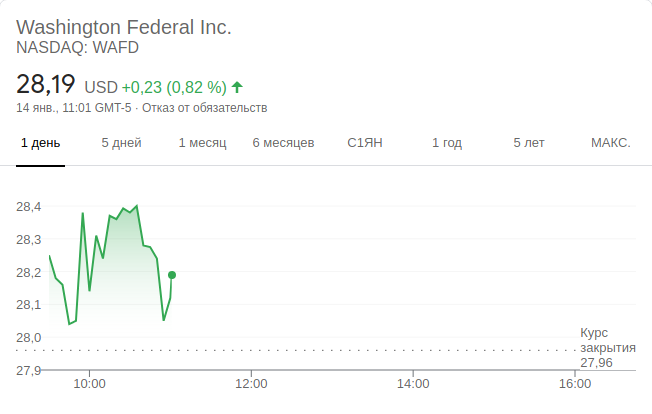 Washington Federal Inc.
NASDAQ: WAFD
28,19 USD +0,23 (0,82 %)
14 янв., 11:01 GMT-5 · Отказ от обязательств
1 день 5 дней 1 месяц 6 месяцев С1ЯН 1 год 5 лет МАКС.
28,4
28,3
28,2
28,1
28,0
27,9
Курс
закрытия
27,96
10:00 12:00 14:00 16:00